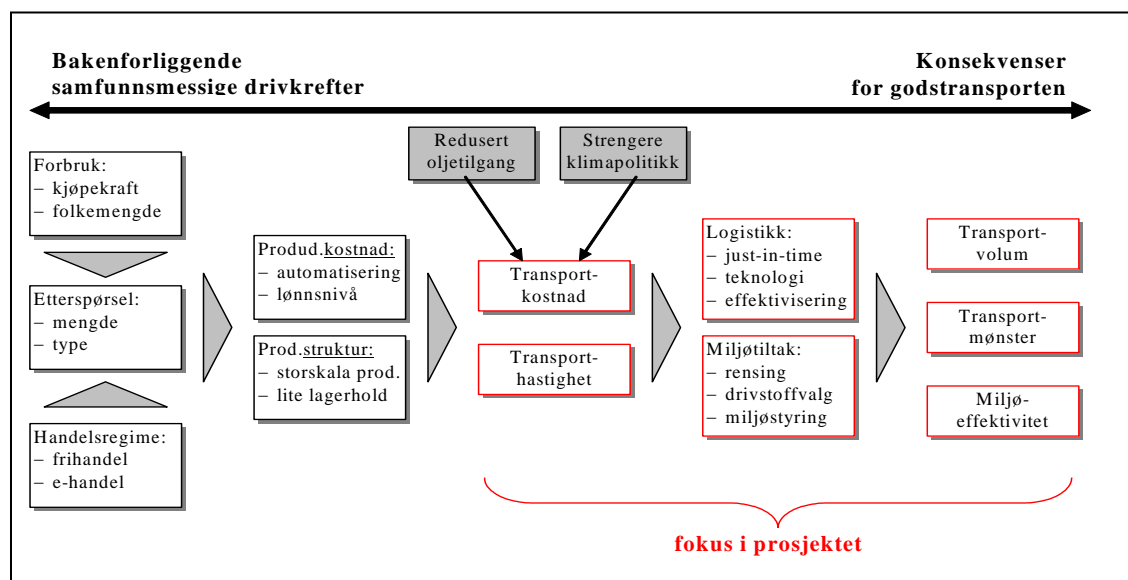 Bakenforliggende
samfunnsmessige drivkrefter
Konsekvenser
for godstransporten
Redusert
oljetilgang
Strengere
klimapolitikk
Forbruk:
– kjøpekraft
– folkemengde
Etterspørsel:
– mengde
– type
Handelsregime:
– frihandel
– e-handel
Produd.kostnad:
– automatisering
– lønnsnivå
Prod.struktur:
– storskala prod.
– lite lagerhold
Transport-
kostnad
Transport-
hastighet
Logistikk:
– just-in-time
– teknologi
– effektivisering
Miljøtiltak:
– rensing
– drivstoffvalg
– miljøstyring
Transport-
volum
Transport-
mønster
Miljø-
effektivitet
fokus i prosjektet